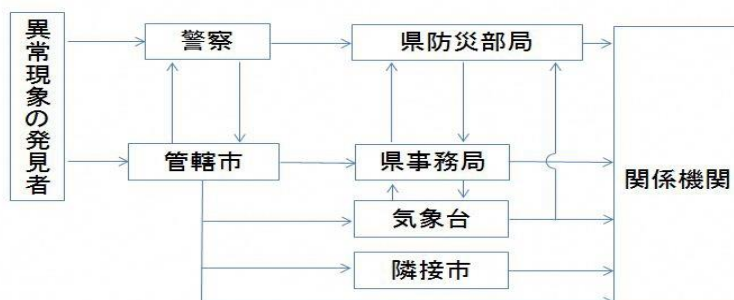 異常現象の発見者
警察
県防災部局
管轄市
県事務局
関係機関
気象台
隣接市